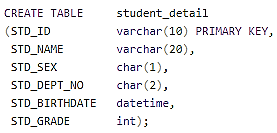 CREATE TABLE student_detail
(STD_ID varchar(10) PRIMARY KEY,
STD_NAME varchar(20),
STD_SEX char(1),
STD_DEPT_NO char(2),
STD_BIRTHDATE datetime,
STD_GRADE int);